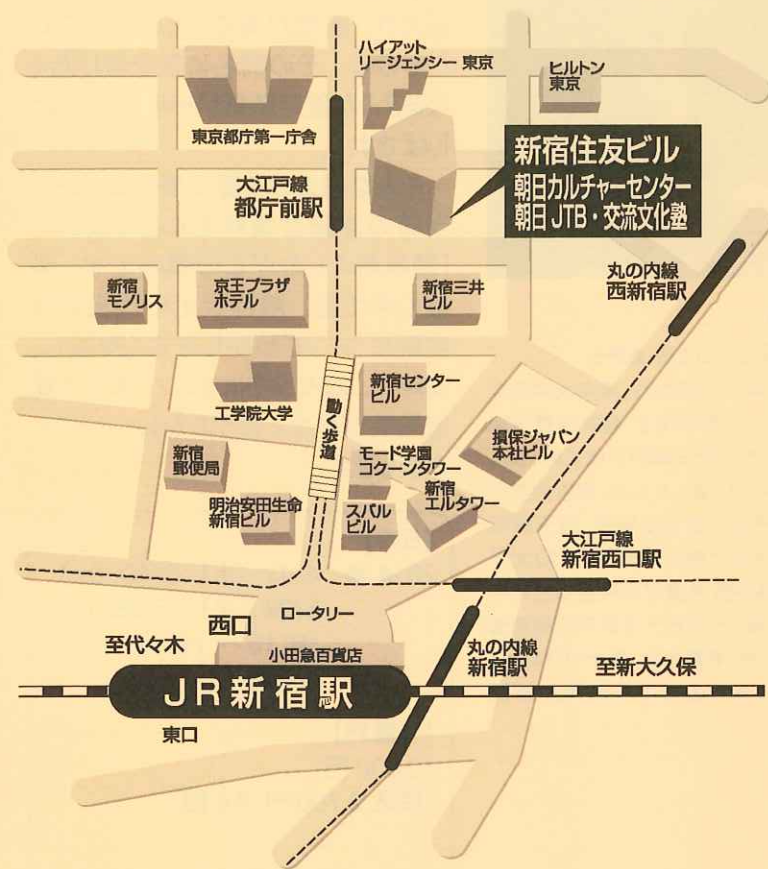 ハイアット
リージェンシー 東京
ヒルトン
東京
東京都庁第一庁舎
新宿住友ビル
朝日カルチャーセンター
朝日JTB・交流文化塾
大江戸線
都庁前駅
丸の内線
西新宿駅
新宿
モノリス
京王プラザ
ホテル
新宿三井
ビル
新宿センター
ビル
工学院大学
動く歩道
損保ジャパン
本社ビル
モード学園
コクーンタワー
新宿
郵便局
新宿
エルタワー
明治安田生命
新宿ビル
スバル
ビル
大江戸線
新宿西口駅
ロータリー
西口
至代々木
小田急百貨店
丸の内線
新宿駅
至新大久保
JR新宿駅
東口